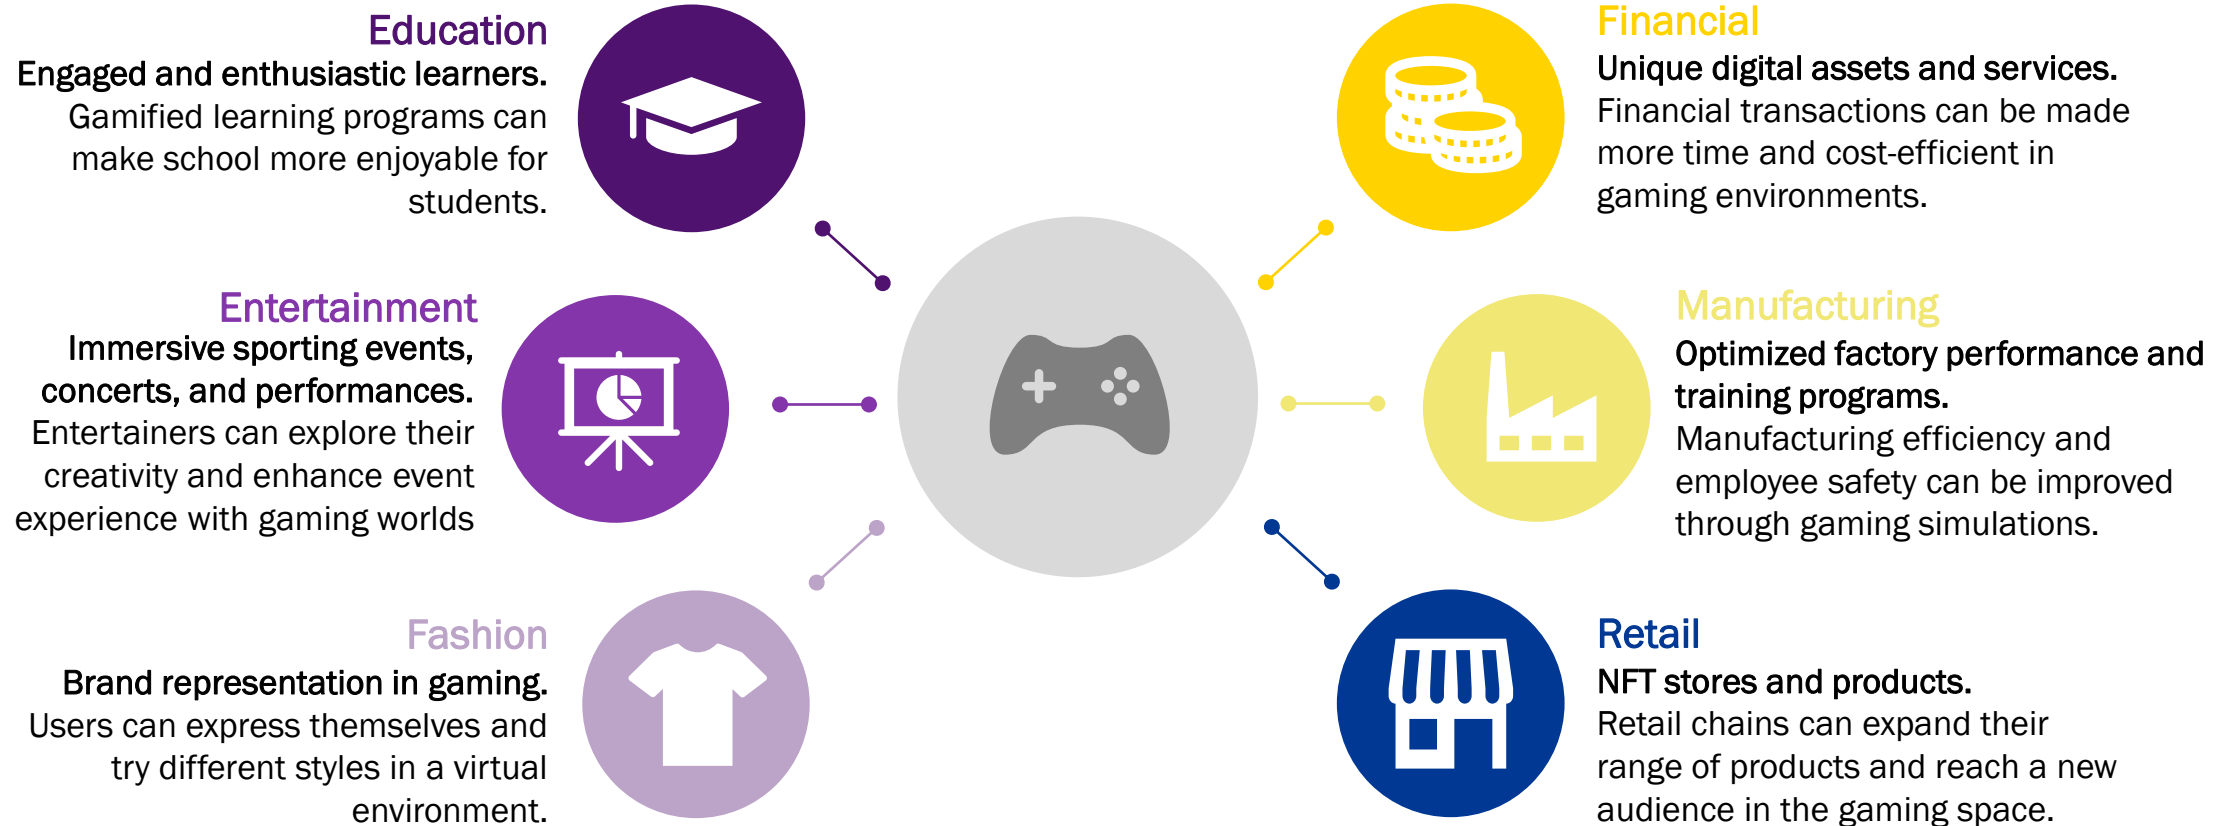 Education
Engaged and enthusiastic learners.
Gamified learning programs can
make school more enjoyable for
students.
Entertainment
Immersive sporting events,
concerts, and performances.
Entertainers can explore their
creativity and enhance event
experience with gaming worlds
Fashion
Brand representation in gaming.
Users can express themselves and
try different styles in a virtual
environment.
Financial
Unique digital assets and services.
Financial transactions can be made
more time and cost-efficient in
gaming environments.
Manufacturing
Optimized factory performance and
training programs.
Manufacturing efficiency and
employee safety can be improved
through gaming simulations.
Retail
NFT stores and products.
Retail chains can expand their
range of products and reach a new
audience in the gaming space.